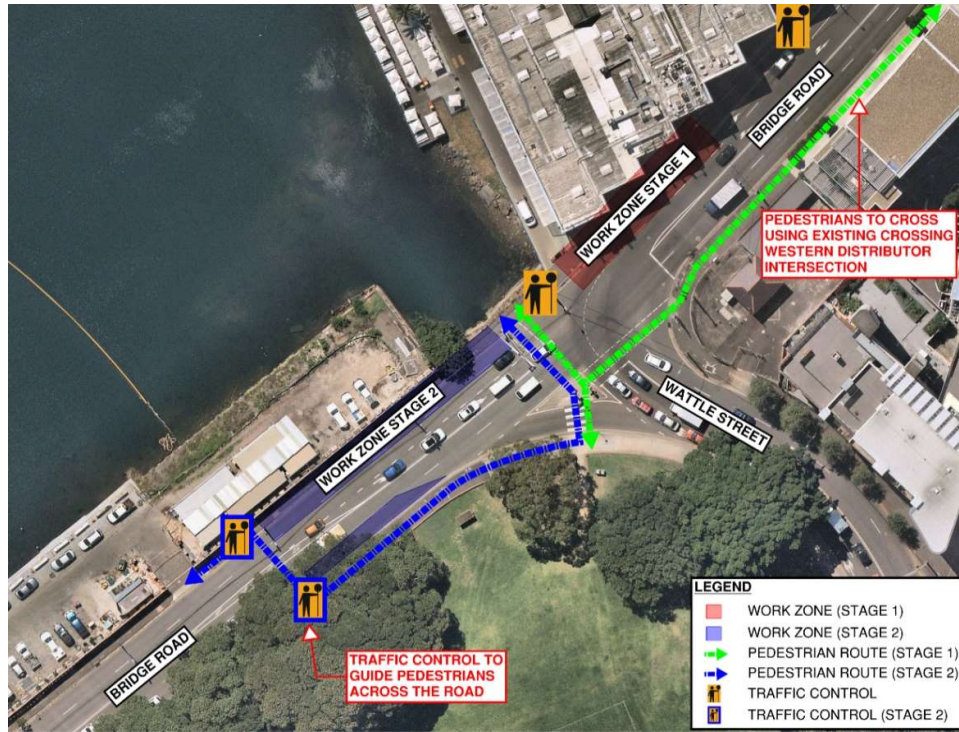 BRIDGE ROAD
WORK ZONE STAGE 1
PEDESTRIANS TO CROSS
USING EXISTING CROSSING
WESTERN DISTRIBUTOR
INTERSECTION
WORK ZONE STAGE 2
WATTLE STREET
BRIDGE ROAD
TRAFFIC CONTROL TO
GUIDE PEDESTRIANS
ACROSS THE ROAD
LEGEND
WORK ZONE (STAGE 1)
WORK ZONE (STAGE 2)
PEDESTRIAN ROUTE (STAGE 1)
PEDESTRIAN ROUTE (STAGE 2)
TRAFFIC CONTROL
TRAFFIC CONTROL (STAGE 2)